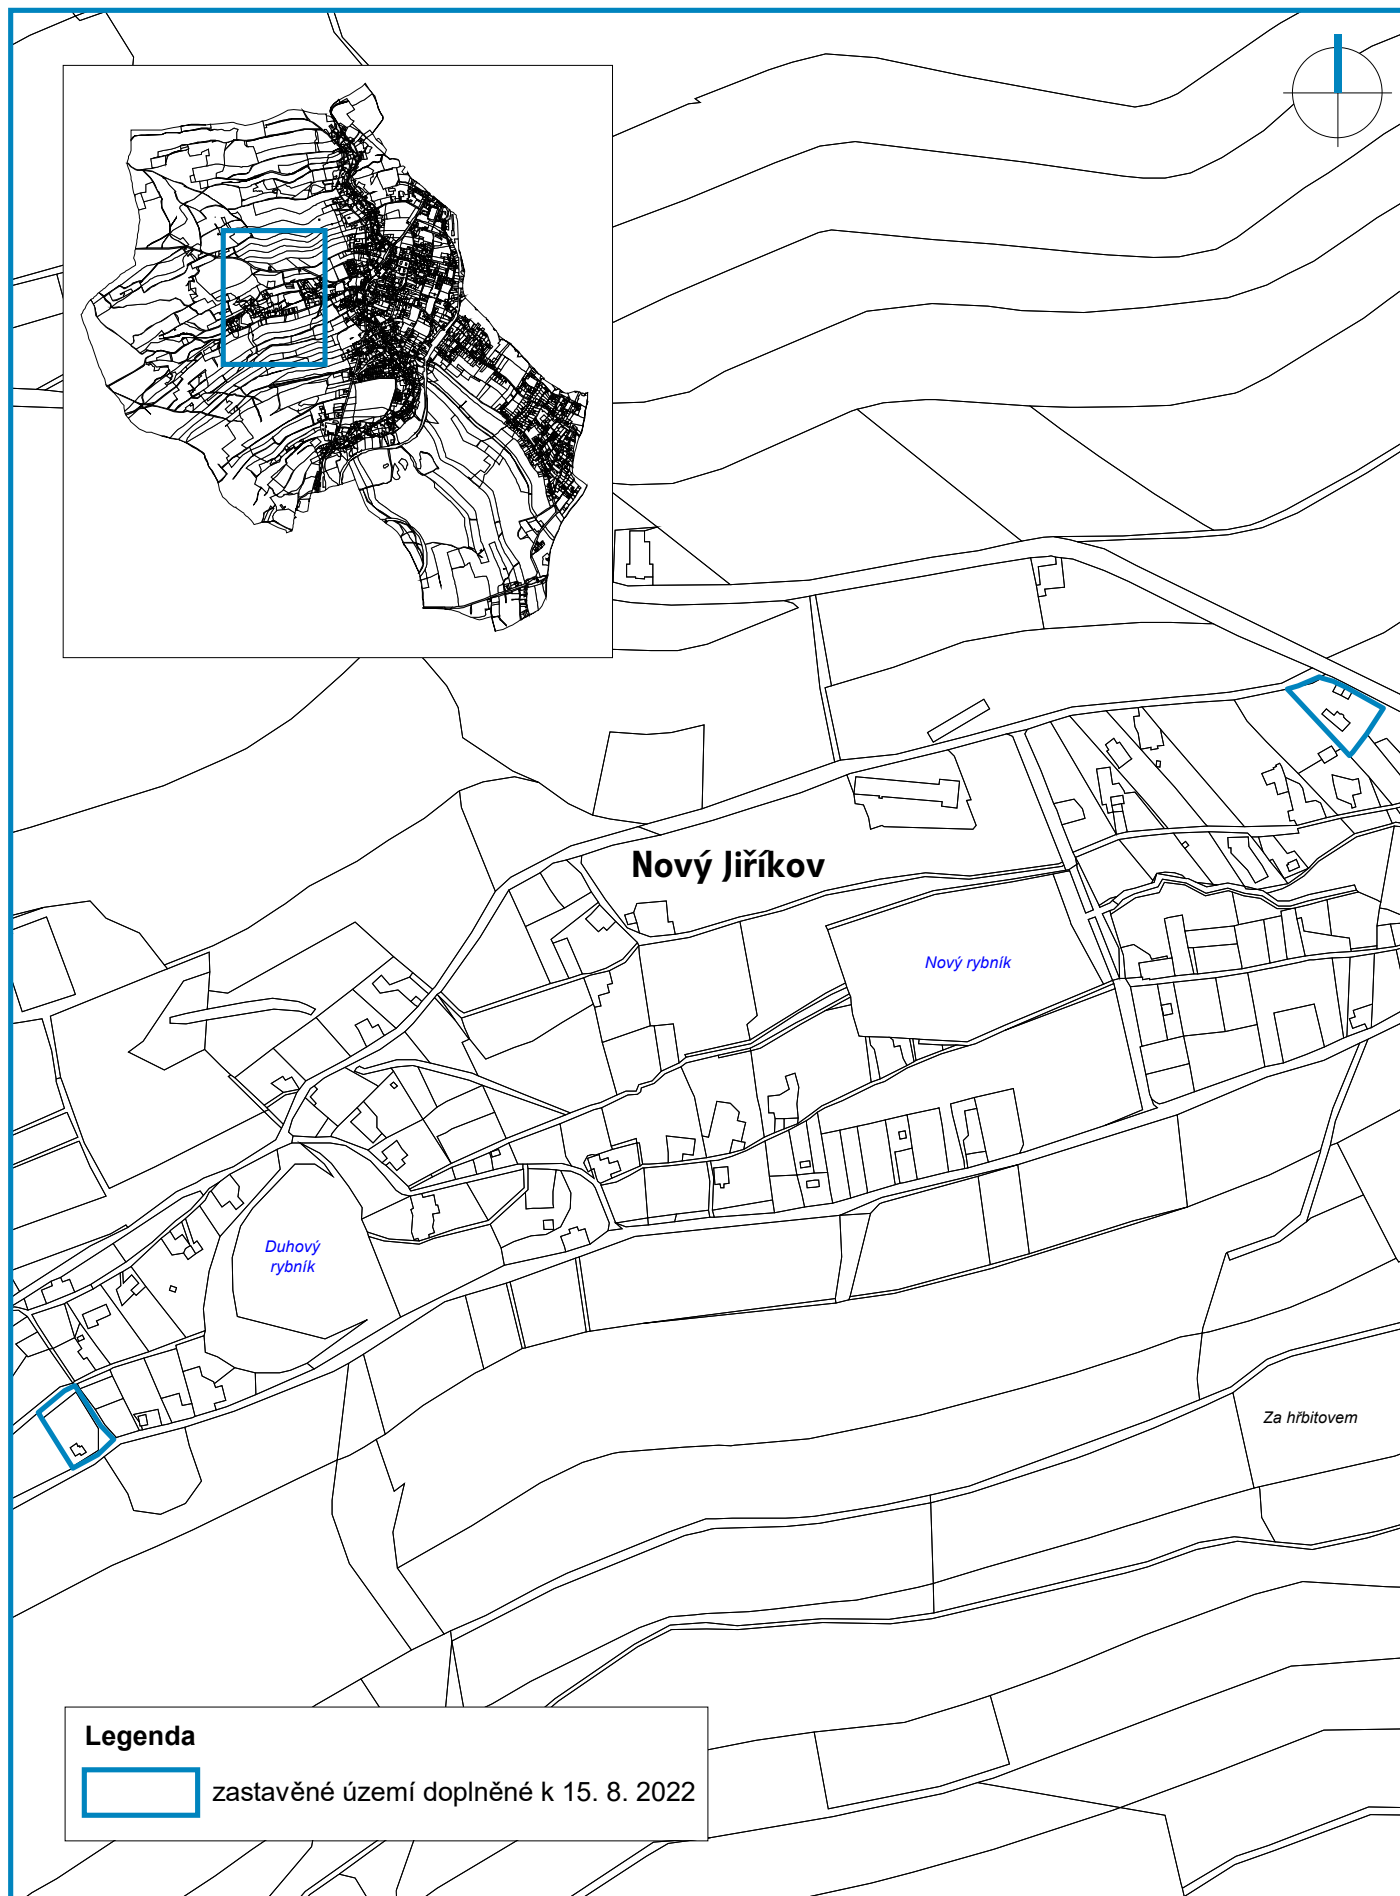 Nový Jiříkov
Nový rybník
Duhový
rybník
Za hřbitovem
Legenda
zastavěné území doplněné k 15. 8. 2022